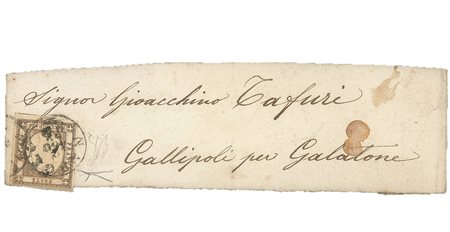 Signor Gioacchino Tafuri
Gallipoli per Galatone